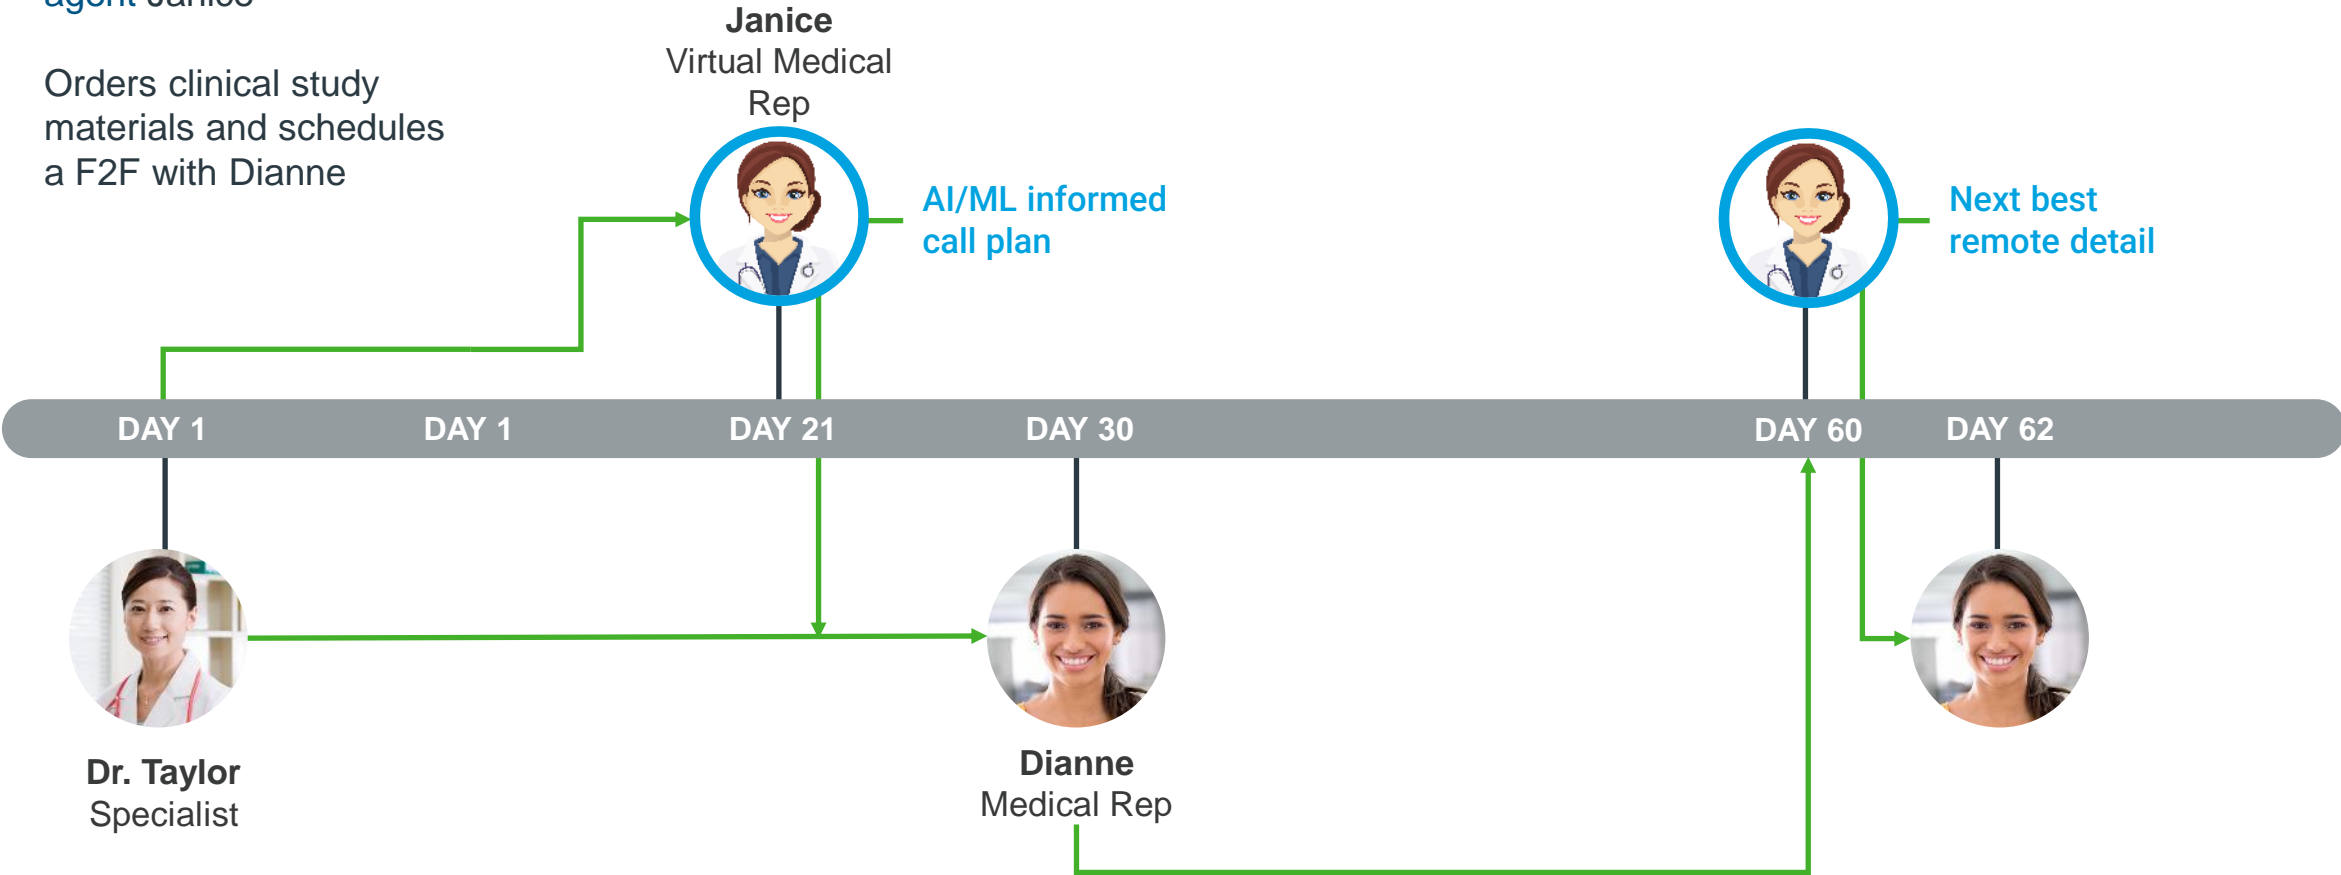 agent Janice
Orders clinical study
materials and schedules
a F2F with Dianne
Janice
Virtual Medical
Rep
AI/ML informed
call plan
Next best
remote detail
DAY 1
DAY 1
DAY 21
DAY 30
DAY 60
DAY 62
Dr. Taylor
Specialist
Dianne
Medical Rep